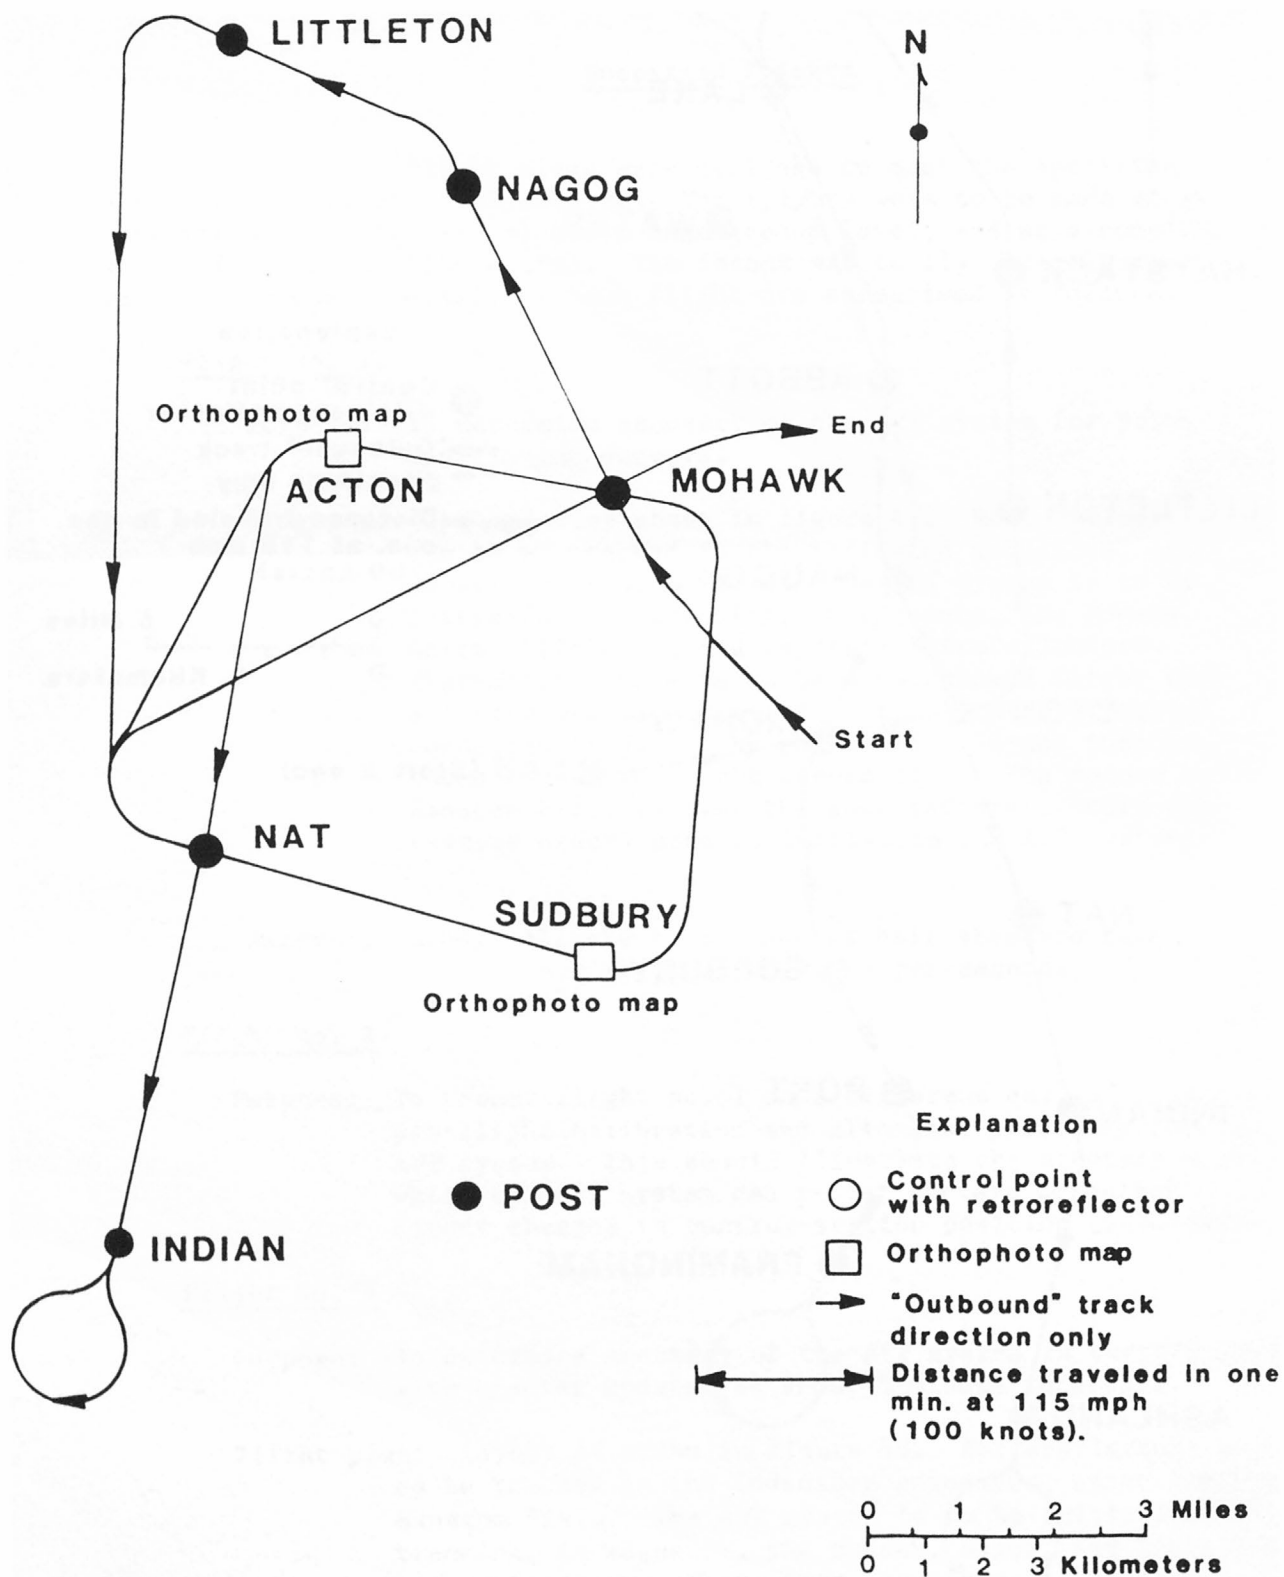 LITTLETON
N
NAGOG
Orthophoto map
ACTON
End
MOHAWK
Start
NAT
SUDBURY
Orthophoto map
POST
INDIAN
Explanation
Control point
with retroreflector
Orthophoto map
"Outbound" track
direction only
Distance traveled in one
min. at 115 mph
(100 knots).
0 1 2 3 Miles
0 1 2 3 Kilometers